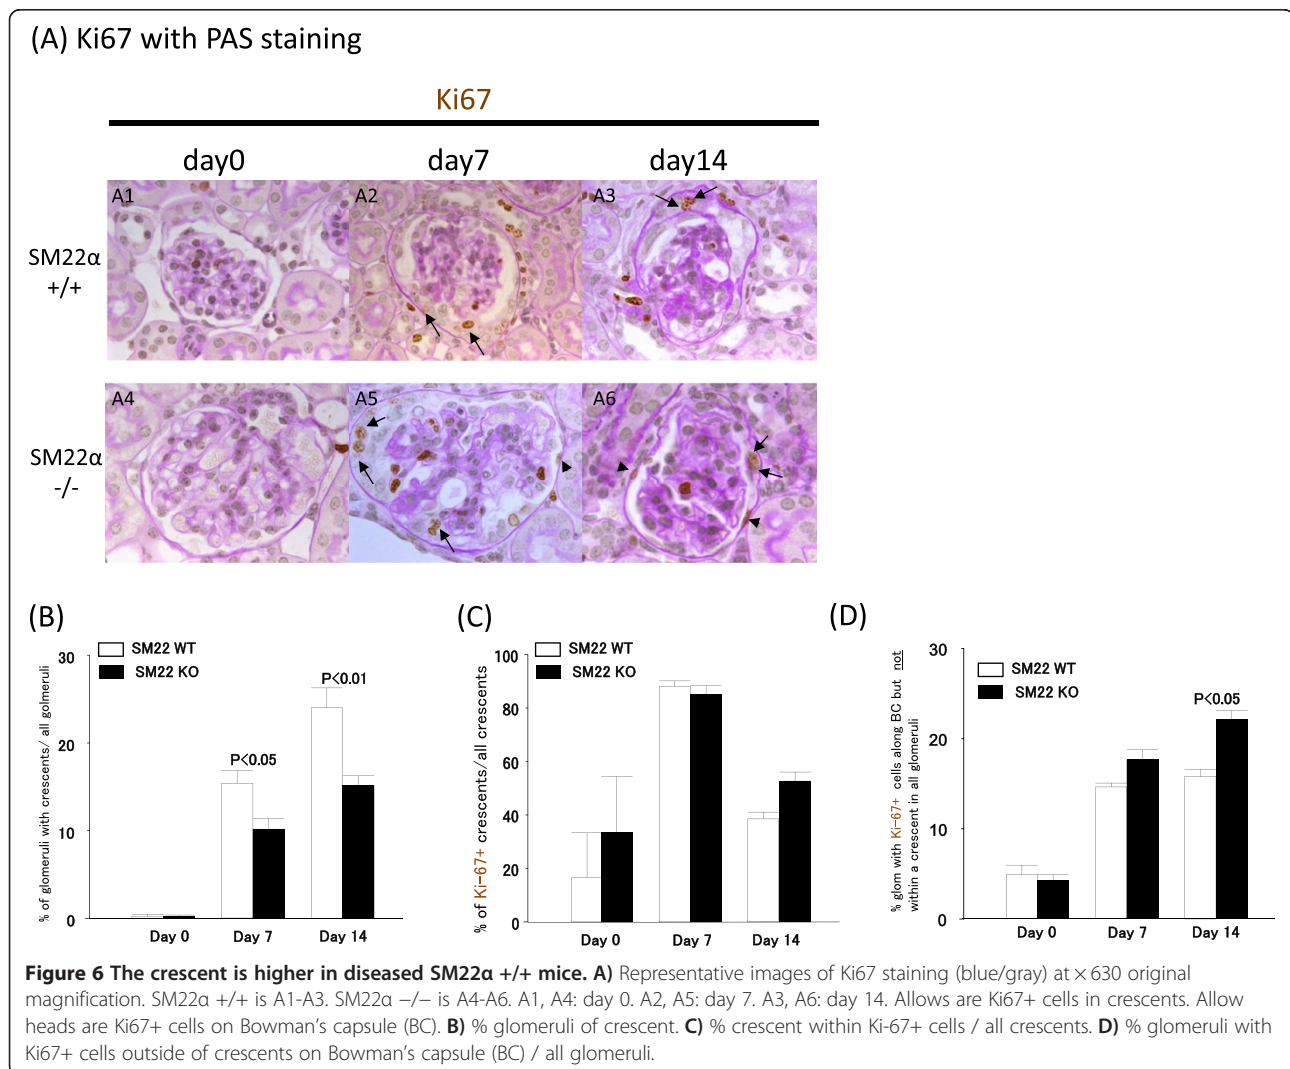 (A) Ki67 with PAS staining
Ki67
day0 day7 day14
SM22α
+/+
A1 A2 A3
SM22α
-/-
A4 A5 A6
(B)
SM22 WT
SM22 KO
% of glomeruli with crescents/ all golmeruli
30
20
10
0
P<0.05
P<0.01
Day 0 Day 7 Day 14
(C)
SM22 WT
SM22 KO
% of Ki-67+ crescents/all crescents
100
80
60
40
20
0
Day 0 Day 7 Day 14
(D)
SM22 WT
SM22 KO
% glom with Ki-67+ cells along BC but not
within a crescent in all glomeruli
30
20
10
0
P<0.05
Day 0 Day 7 Day 14
Figure 6 The crescent is higher in diseased SM22α +/+ mice. A) Representative images of Ki67 staining (blue/gray) at × 630 original
magnification. SM22α +/+ is A1-A3. SM22α −/− is A4-A6. A1, A4: day 0. A2, A5: day 7. A3, A6: day 14. Allows are Ki67+ cells in crescents. Allow
heads are Ki67+ cells on Bowman's capsule (BC). B) % glomeruli of crescent. C) % crescent within Ki-67+ cells / all crescents. D) % glomeruli with
Ki67+ cells outside of crescents on Bowman's capsule (BC) / all glomeruli.